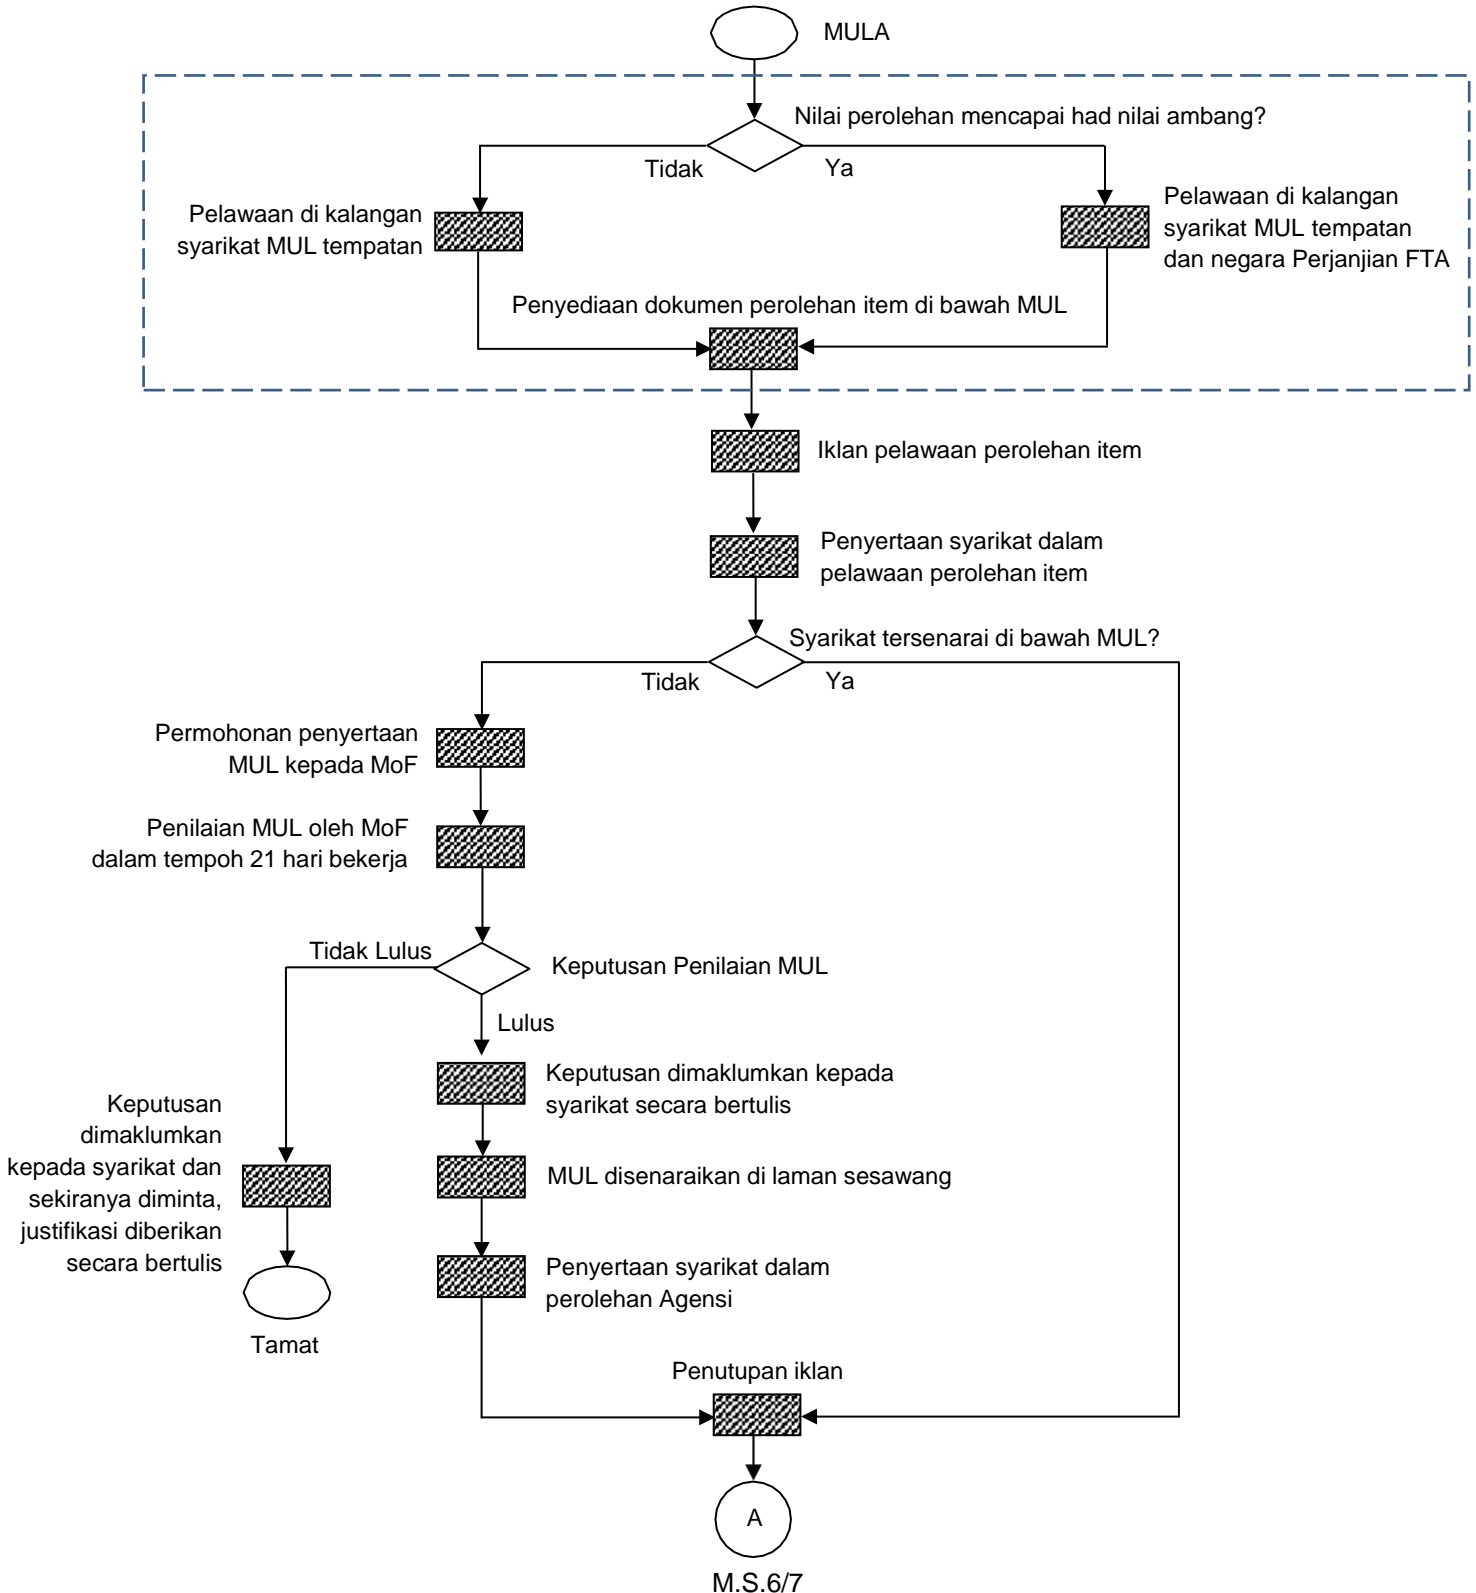 MULA
Nilai perolehan mencapai had nilai ambang?
Tidak
Ya
Pelawaan di kalangan
syarikat MUL tempatan
Pelawaan di kalangan
syarikat MUL tempatan
dan negara Perjanjian FTA
Penyediaan dokumen perolehan item di bawah MUL
Iklan pelawaan perolehan item
Penyertaan syarikat dalam
pelawaan perolehan item
Syarikat tersenarai di bawah MUL?
Tidak
Ya
Permohonan penyertaan
MUL kepada MoF
Penilaian MUL oleh MoF
dalam tempoh 21 hari bekerja
Tidak Lulus
Keputusan Penilaian MUL
Lulus
Keputusan dimaklumkan kepada
syarikat secara bertulis
Keputusan
dimaklumkan
kepada syarikat dan
sekiranya diminta,
justifikasi diberikan
secara bertulis
MUL disenaraikan di laman sesawang
Penyertaan syarikat dalam
perolehan Agensi
Tamat
Penutupan iklan
A
M.S.6/7